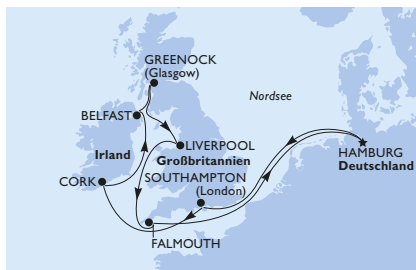 GREENOCK
(Glasgow)
Nordsee
BELFAST
LIVERPOOL
HAMBURG
Irland
Großbritannien
Deutschland
CORK
SOUTHAMPTON
(London)
FALMOUTH